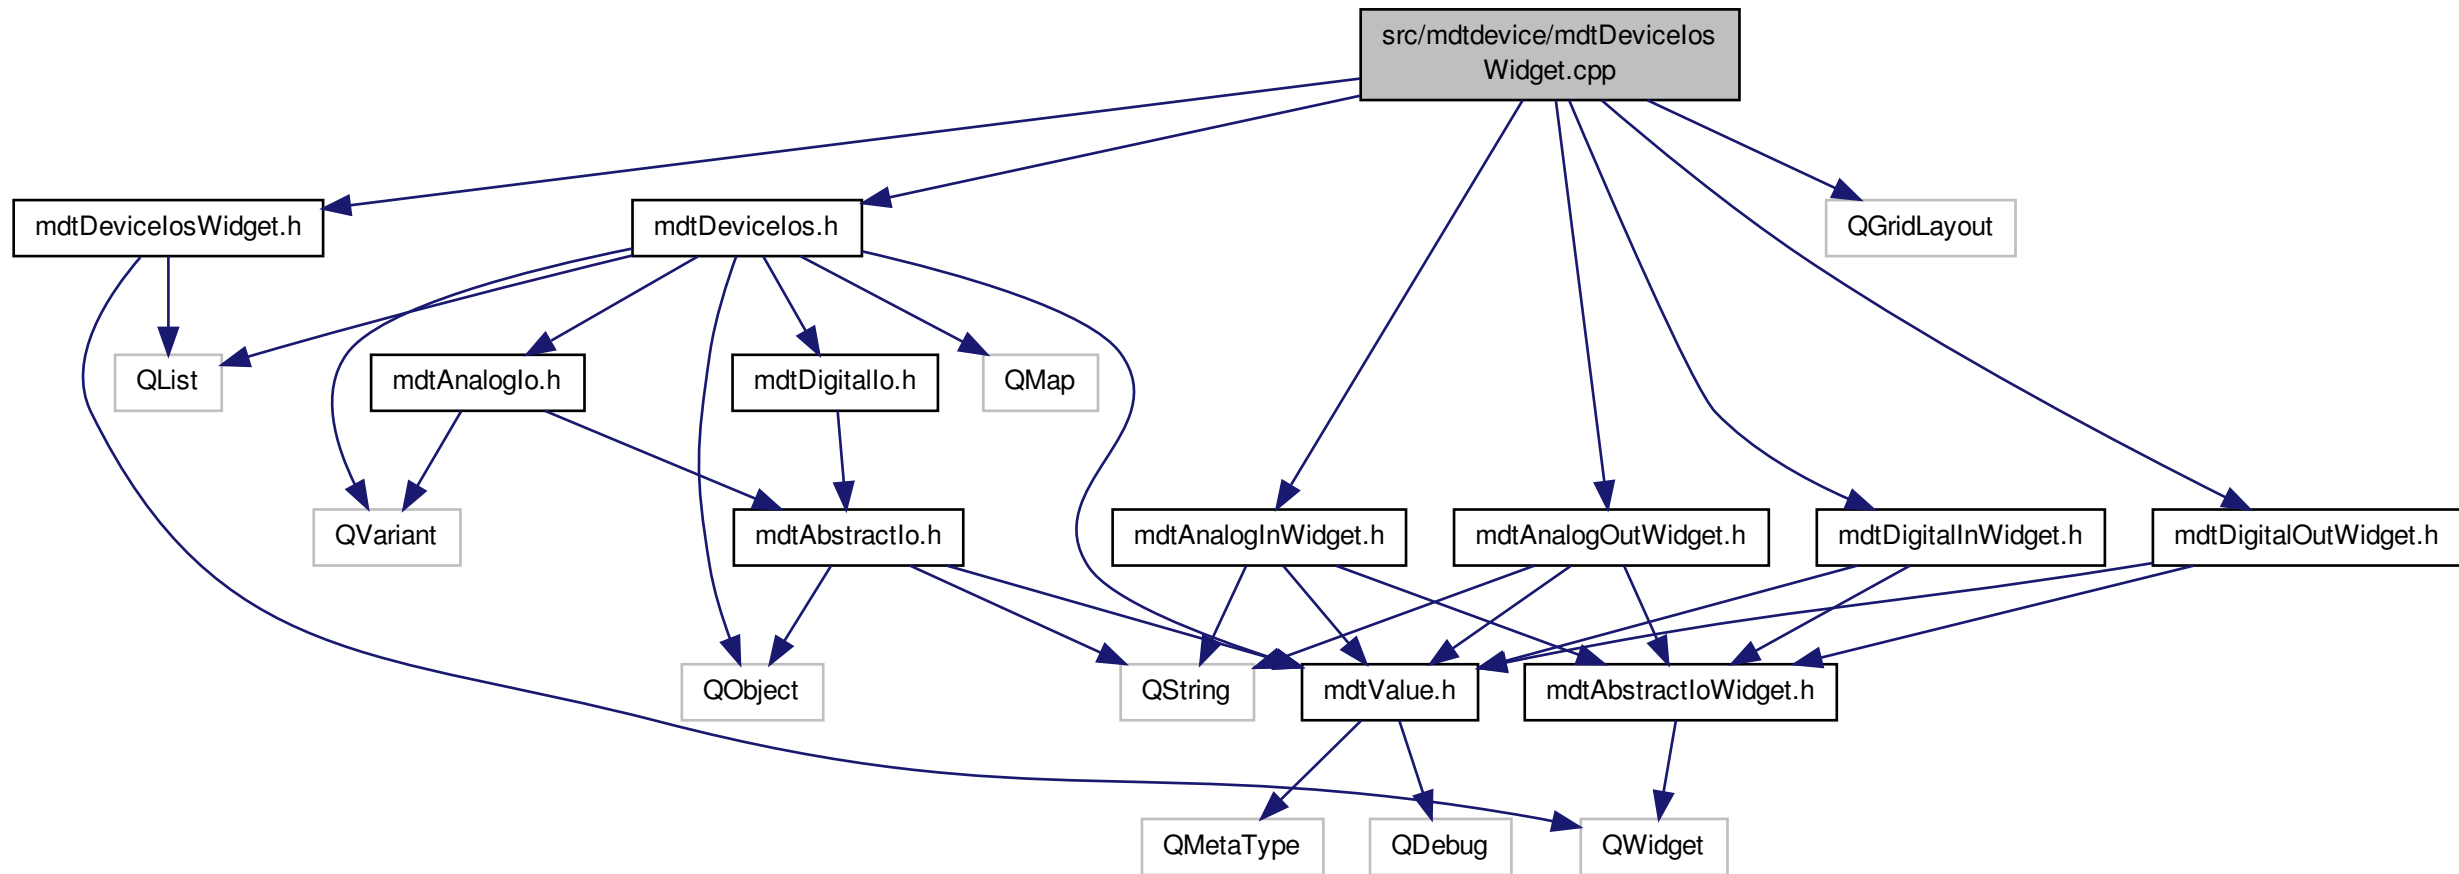 src/mdtdevice/mdtDeviceIos
Widget.cpp
mdtDeviceIosWidget.h
mdtDeviceIos.h
QGridLayout
QList
mdtAnalogIo.h
mdtDigitalIo.h
QMap
QVariant
mdtAbstractIo.h
mdtAnalogInWidget.h
mdtAnalogOutWidget.h
mdtDigitalInWidget.h
mdtDigitalOutWidget.h
QObject
QString
mdtValue.h
mdtAbstractIoWidget.h
QMetaType
QDebug
QWidget